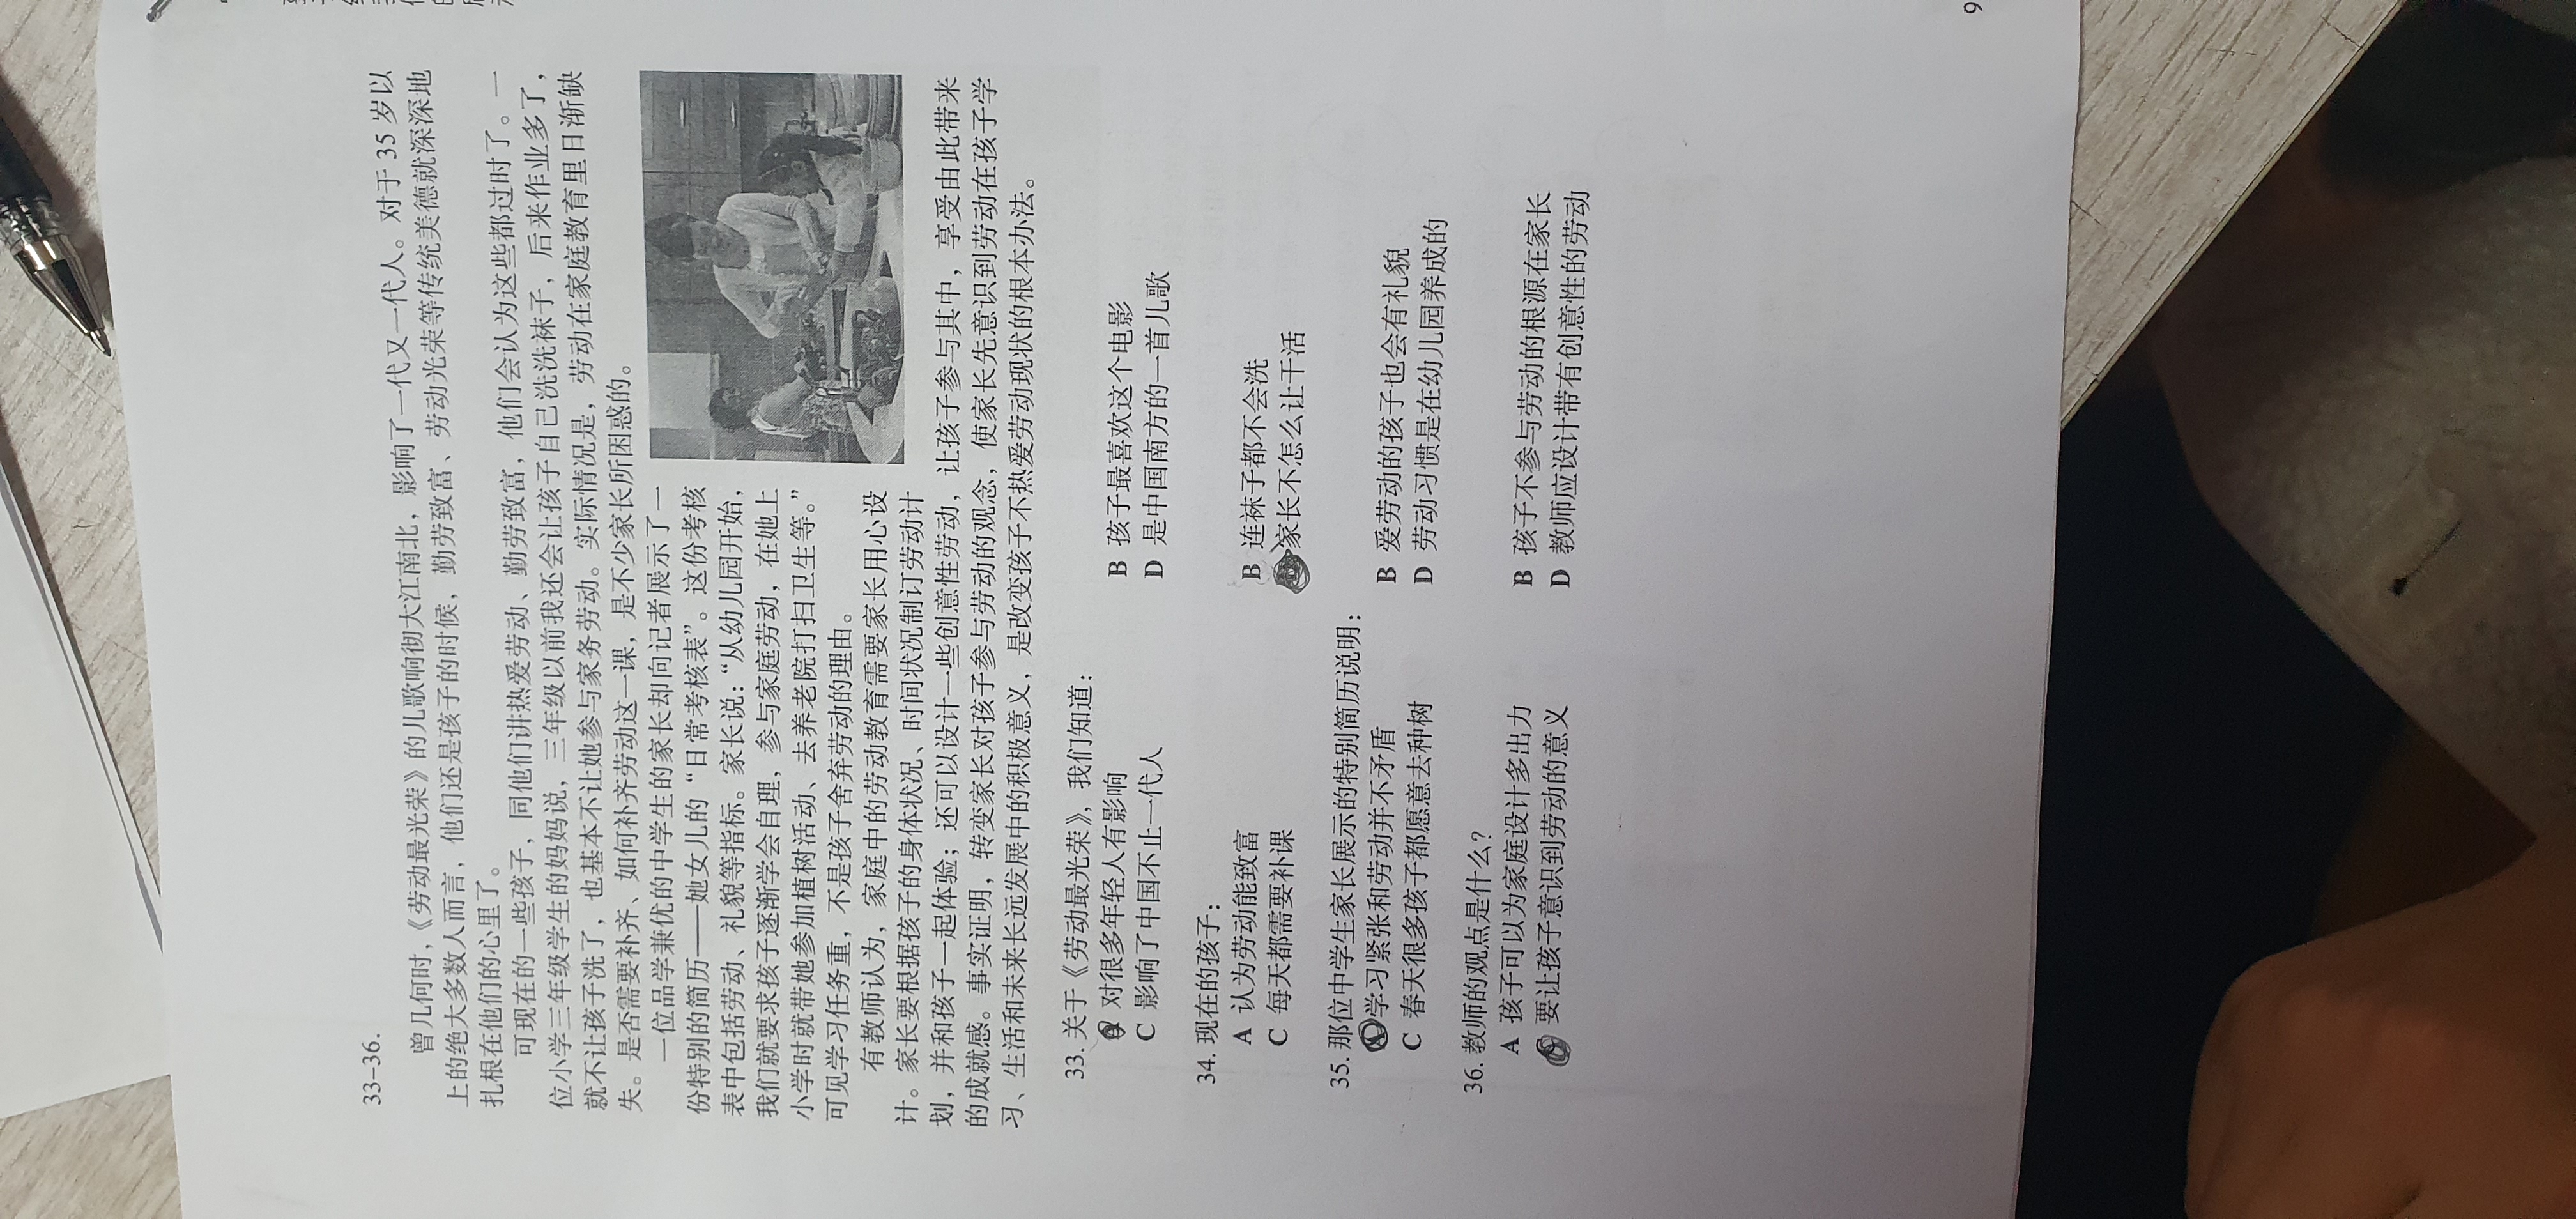 33–36.
曾几何时，《劳动最光荣》的儿歌响彻大江南北，影响了一代又一代人。对于 35 岁以
上的绝大多数人而言，他们还是孩子的时候，勤劳致富、劳动光荣等传统美德就深深地
扎根在他们的心里了。
可现在的一些孩子，同他们讲热爱劳动、勤劳致富，他们会认为这些都过时了。一
位小学三年级学生的妈妈说，三年级以前我还会让孩子自己洗洗袜子，后来作业多了，
就不让孩子洗了，也基本不让她参与家务劳动。实际情况是，劳动在家庭教育里日渐缺
失。是否需要补齐、如何补齐劳动这一课，是不少家长所困惑的。
一位品学兼优的中学生的家长却向记者展示了一
份特别的简历——她女儿的“日常考核表”。这份考核
表中包括劳动、礼貌等指标。家长说：“从幼儿园开始，
我们就要求孩子逐渐学会自理，参与家庭劳动，在她上
小学时就带她参加植树活动、去养老院打扫卫生等。”
可见学习任务重，不是孩子舍弃劳动的理由。
有教师认为，家庭中的劳动教育需要家长用心设
计。家长要根据孩子的身体状况、时间状况制订劳动计
划，并和孩子一起体验；还可以设计一些创意性劳动，让孩子参与其中，享受由此带来
的成就感。事实证明，转变家长对孩子参与劳动的观念，使家长先意识到劳动在孩子学
习、生活和未来长远发展中的积极意义，是改变孩子不热爱劳动现状的根本办法。
33. 关于《劳动最光荣》，我们知道：
A 对很多年轻人有影响
B 孩子最喜欢这个电影
C 影响了中国不止一代人
D 是中国南方的一首儿歌
34. 现在的孩子：
A 认为劳动能致富
B 连袜子都不会洗
C 每天都需要补课
D 家长不怎么让干活
35. 那位中学生家长展示的特别简历说明：
A 学习紧张和劳动并不矛盾
B 爱劳动的孩子也会有礼貌
C 春天很多孩子都愿意去种树
D 劳动习惯是在幼儿园养成的
36. 教师的观点是什么？
A 孩子可以为家庭设计多出力
B 孩子不参与劳动的根源在家长
C 要让孩子意识到劳动的意义
D 教师应设计带有创意性的劳动
9